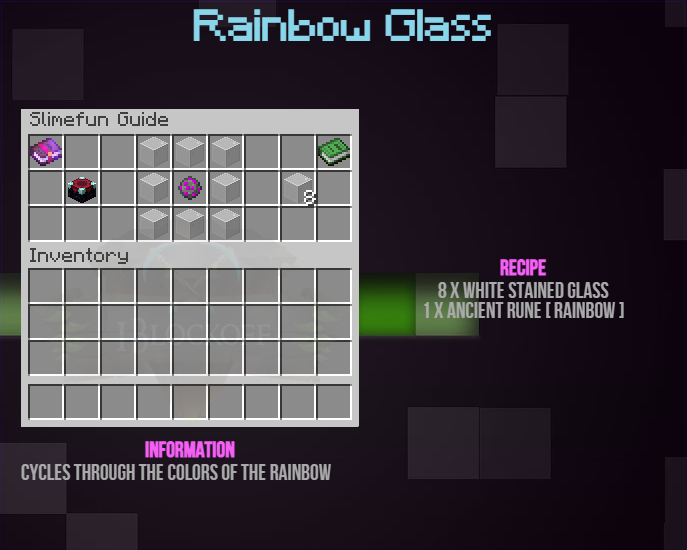 Rainbow Glass
Slimefun Guide
8
Inventory
RECIPE
8 X WHITE STAINED GLASS
1 X ANCIENT RUNE [ RAINBOW ]
INFORMATION
CYCLES THROUGH THE COLORS OF THE RAINBOW